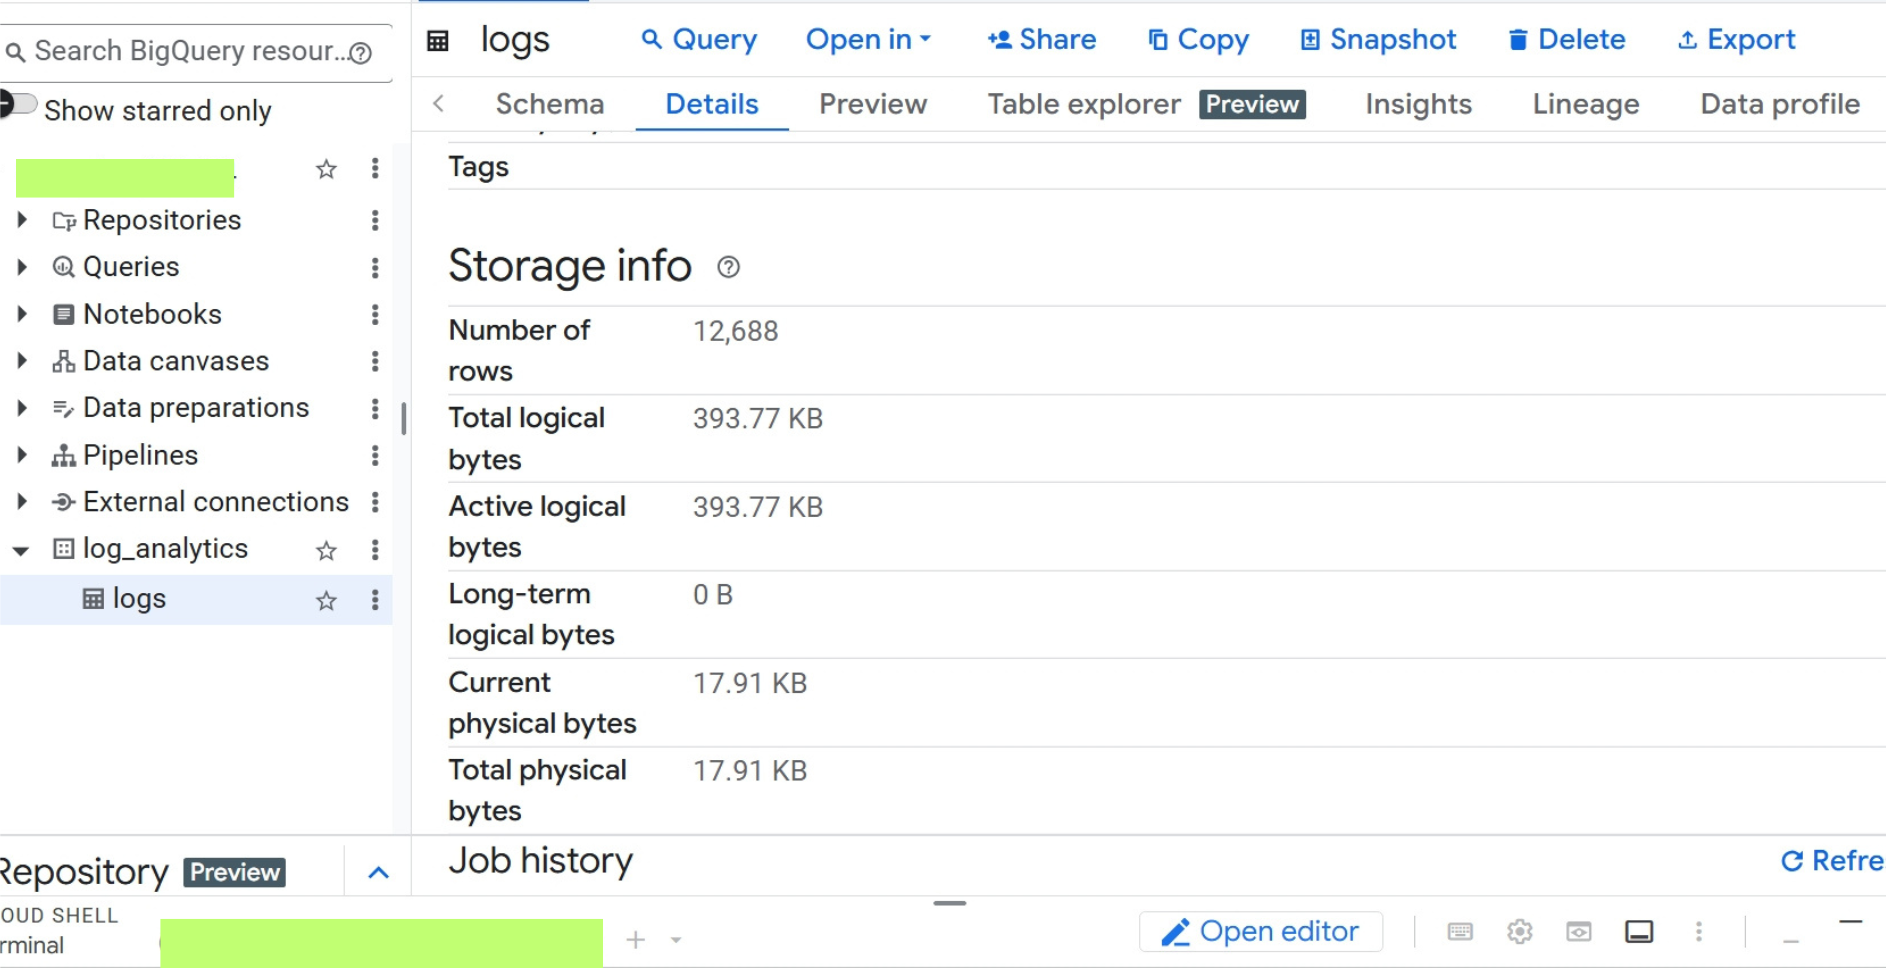 logs
Query
Open in
Share
Copy
Snapshot
Delete
Export
Search BigQuery resour...
Show starred only
Schema
Details
Preview
Table explorer Preview
Insights
Lineage
Data profile
Repositories
Queries
Notebooks
Data canvases
Data preparations
Pipelines
External connections
log_analytics
logs
Tags
Storage info
Number of
rows
12,688
Total logical
bytes
393.77 KB
Active logical
bytes
393.77 KB
Long-term
logical bytes
0 B
Current
physical bytes
17.91 KB
Total physical
bytes
17.91 KB
Repository Preview
Job history
Refre
OUD SHELL
rminal
Open editor